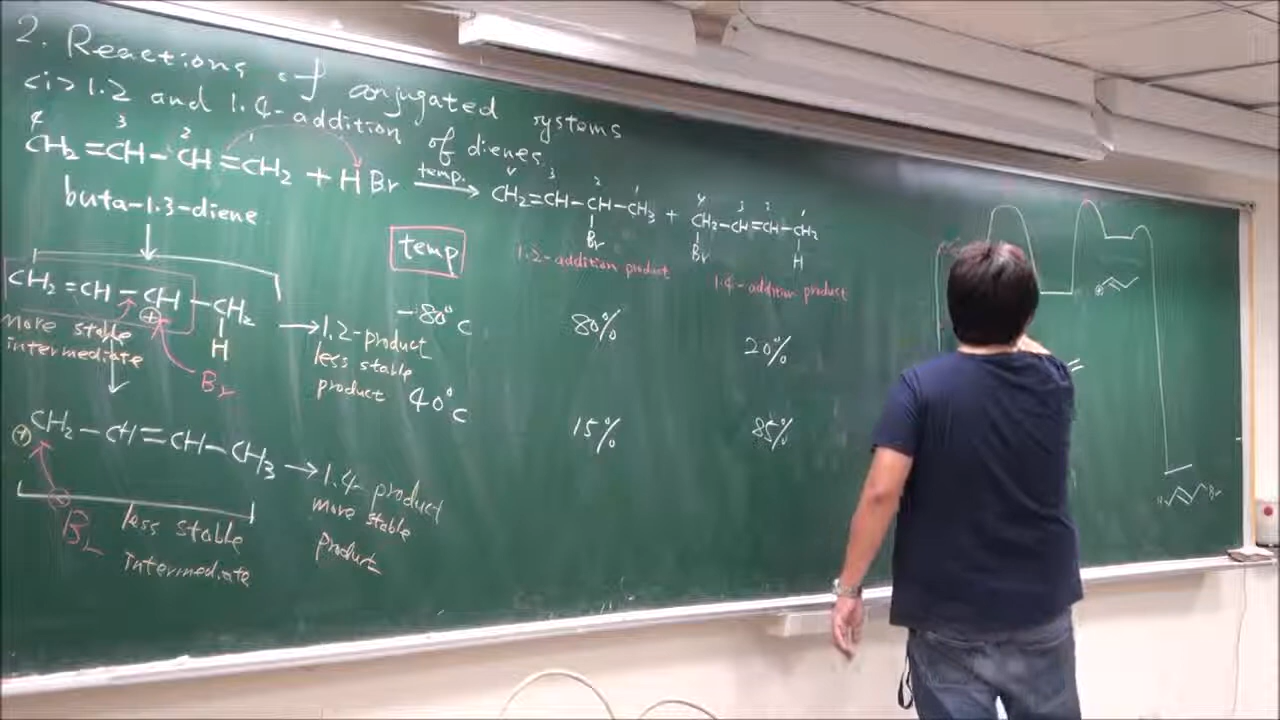 2. Reactions of conjugated systems
<i> 1.2 and 1.4-addition of dienes
4 3 2
CH2=CH-CH=CH2 + HBr temp. CH2=CH-CH-CH3 + CH2-CH=CH-CH2
Br Br H
buta-1.3-diene
temp
1.2-addition product 1.4-addition product
CH2=CH-CH-CH2
+
H
more stable
intermediate
Br
1.2-product
less stable
product
-80°C 80% 20%
40°C 15% 85%
CH2-CH=CH-CH3
+
Br
less stable
intermediate
1.4-product
more stable
product
Br